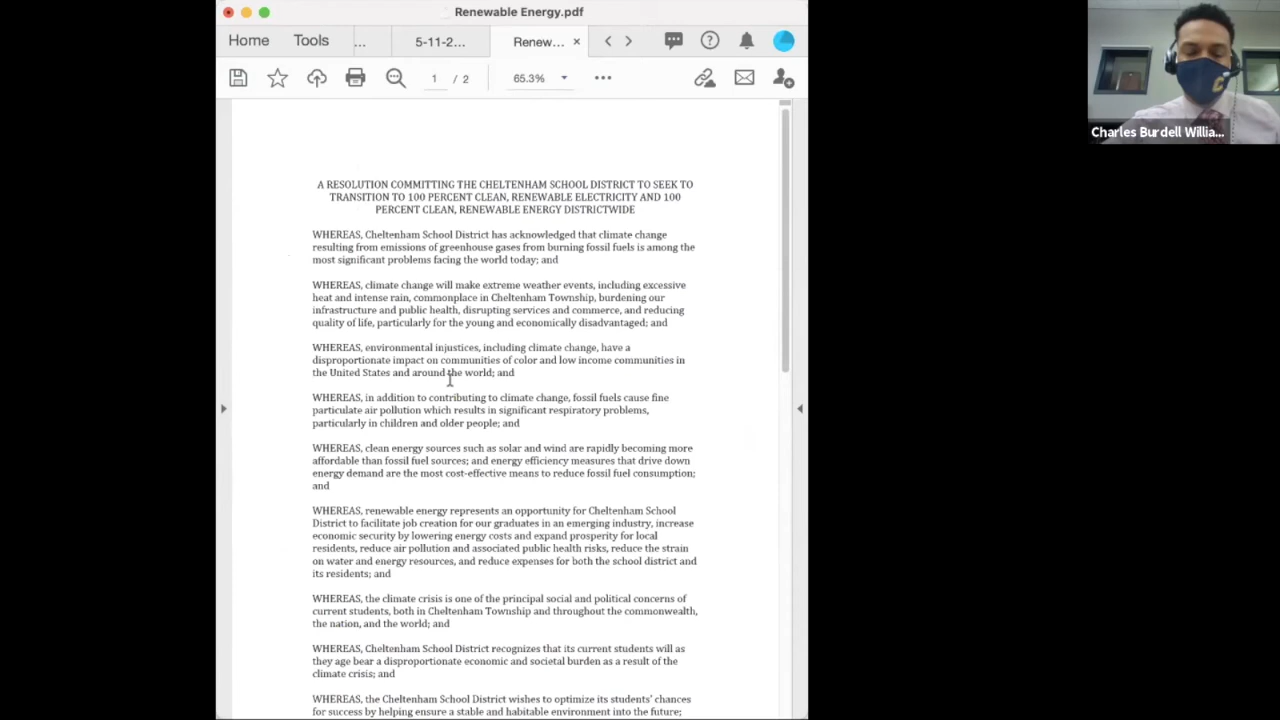 Renewable Energy.pdf
Home Tools ... 5-11-2... Renew... ×
1 / 2 65.3%
A RESOLUTION COMMITTING THE CHELTENHAM SCHOOL DISTRICT TO SEEK TO
TRANSITION TO 100 PERCENT CLEAN, RENEWABLE ELECTRICITY AND 100
PERCENT CLEAN, RENEWABLE ENERGY DISTRICTWIDE
WHEREAS, Cheltenham School District has acknowledged that climate change
resulting from emissions of greenhouse gases from burning fossil fuels is among the
most significant problems facing the world today; and
WHEREAS, climate change will make extreme weather events, including excessive
heat and intense rain, commonplace in Cheltenham Township, burdening our
infrastructure and public health, disrupting services and commerce, and reducing
quality of life, particularly for the young and economically disadvantaged; and
WHEREAS, environmental injustices, including climate change, have a
disproportionate impact on communities of color and low income communities in
the United States and around the world; and
WHEREAS, in addition to contributing to climate change, fossil fuels cause fine
particulate air pollution which results in significant respiratory problems,
particularly in children and older people; and
WHEREAS, clean energy sources such as solar and wind are rapidly becoming more
affordable than fossil fuel sources; and energy efficiency measures that drive down
energy demand are the most cost-effective means to reduce fossil fuel consumption;
and
WHEREAS, renewable energy represents an opportunity for Cheltenham School
District to facilitate job creation for our graduates in an emerging industry, increase
economic security by lowering energy costs and expand prosperity for local
residents, reduce air pollution and associated public health risks, reduce the strain
on water and energy resources, and reduce expenses for both the school district and
its residents; and
WHEREAS, the climate crisis is one of the principal social and political concerns of
current students, both in Cheltenham Township and throughout the commonwealth,
the nation, and the world; and
WHEREAS, Cheltenham School District recognizes that its current students will as
they age bear a disproportionate economic and societal burden as a result of the
climate crisis; and
WHEREAS, the Cheltenham School District wishes to optimize its students' chances
for success by helping ensure a stable and habitable environment into the future;
C
Charles Burdell Willia...